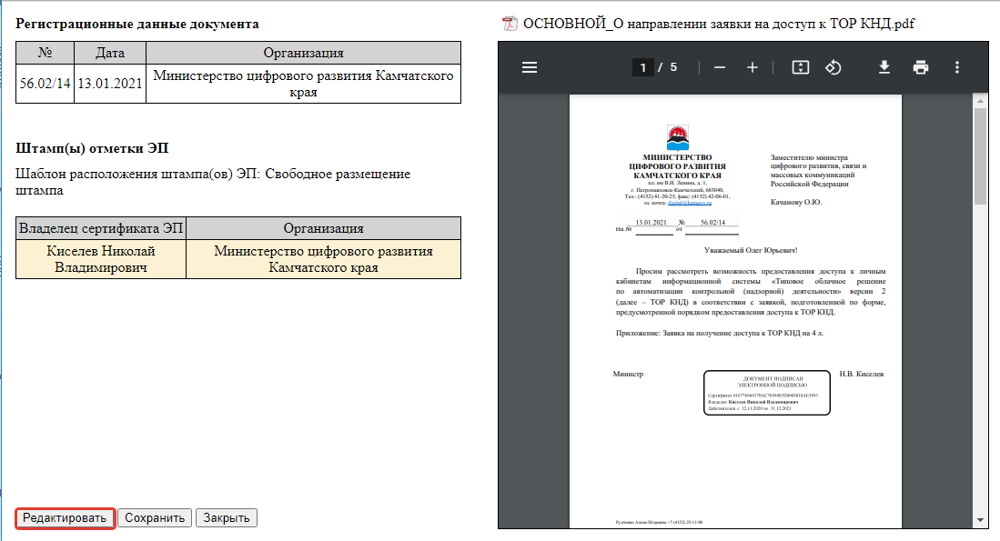 Регистрационные данные документа
№ Дата Организация
56.02/14 13.01.2021 Министерство цифрового развития Камчатского
края
Штамп(ы) отметки ЭП
Шаблон расположения штампа(ов) ЭП: Свободное размещение
штампа
Владелец сертификата ЭП Организация
Киселев Николай Министерство цифрового развития
Владимирович Камчатского края
Редактировать Сохранить Закрыть
ОСНОВНОЙ_О направлении заявки на доступ к ТОР КНД.pdf
1 / 5
МИНИСТЕРСТВО
ЦИФРОВОГО РАЗВИТИЯ
КАМЧАТСКОГО КРАЯ
пл. им В.И. Ленина, д. 1,
г. Петропавловск-Камчатский, 683040,
Тел.: (4152) 41-20-25, факс: (4152) 42-06-01,
эл. почта: digital@kamgov.ru
Заместителю министра
цифрового развития, связи и
массовых коммуникаций
Российской Федерации
Качанову О.Ю.
13.01.2021 № 56.02/14
На № от
Уважаемый Олег Юрьевич!
Просим рассмотреть возможность предоставления доступа к личным
кабинетам информационной системы «Типовое облачное решение
по автоматизации контрольной (надзорной) деятельности» версии 2
(далее – ТОР КНД) в соответствии с заявкой, подготовленной по форме,
предусмотренной порядком предоставления доступа к ТОР КНД.
Приложение: Заявка на получение доступа к ТОР КНД на 4 л.
Министр Н.В. Киселев
ДОКУМЕНТ ПОДПИСАН
ЭЛЕКТРОННОЙ ПОДПИСЬЮ
Сертификат
Владелец Киселев Николай Владимирович
Действителен с 12.11.2020 по 31.12.2021
Рудченко Алена Игоревна +7 (4152) 25-11-08